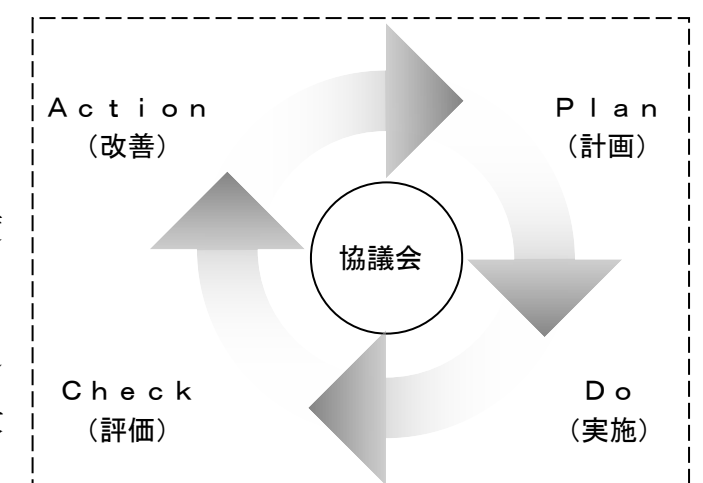 Ａｃｔｉｏｎ
（改善）
Ｐｌａｎ
（計画）
協議会
Ｃｈｅｃｋ
（評価）
Ｄｏ
（実施）